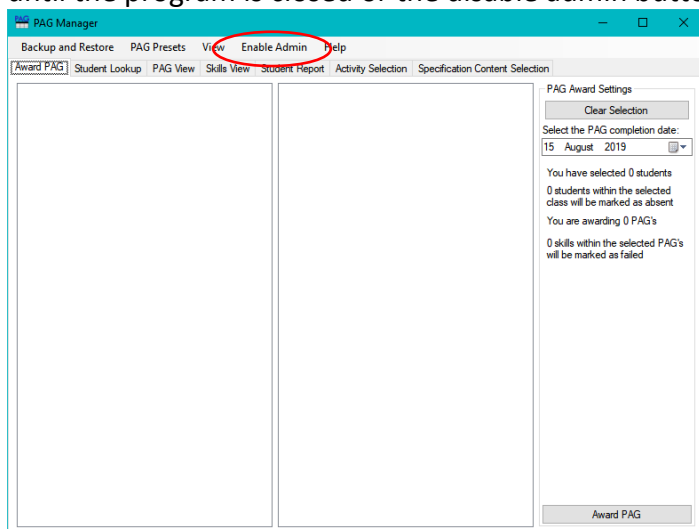 until the program is closed or the disable admin butto
PAG Manager
Backup and Restore PAG Presets View Enable Admin Help
Award PAG Student Lookup PAG View Skills View Student Report Activity Selection Specification Content Selection
PAG Award Settings
Clear Selection
Select the PAG completion date:
15 August 2019
You have selected 0 students
0 students within the selected
class will be marked as absent
You are awarding 0 PAG's
0 skills within the selected PAG's
will be marked as failed
Award PAG